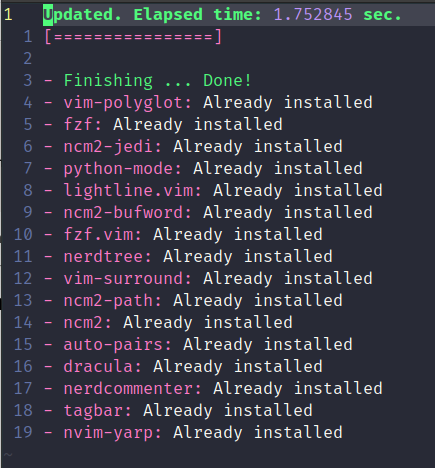 1 Updated. Elapsed time: 1.752845 sec.
1 [================]
2
3 - Finishing ... Done!
4 - vim-polyglot: Already installed
5 - fzf: Already installed
6 - ncm2-jedi: Already installed
7 - python-mode: Already installed
8 - lightline.vim: Already installed
9 - ncm2-bufword: Already installed
10 - fzf.vim: Already installed
11 - nerdtree: Already installed
12 - vim-surround: Already installed
13 - ncm2-path: Already installed
14 - ncm2: Already installed
15 - auto-pairs: Already installed
16 - dracula: Already installed
17 - nerdcommenter: Already installed
18 - tagbar: Already installed
19 - nvim-yarp: Already installed
~